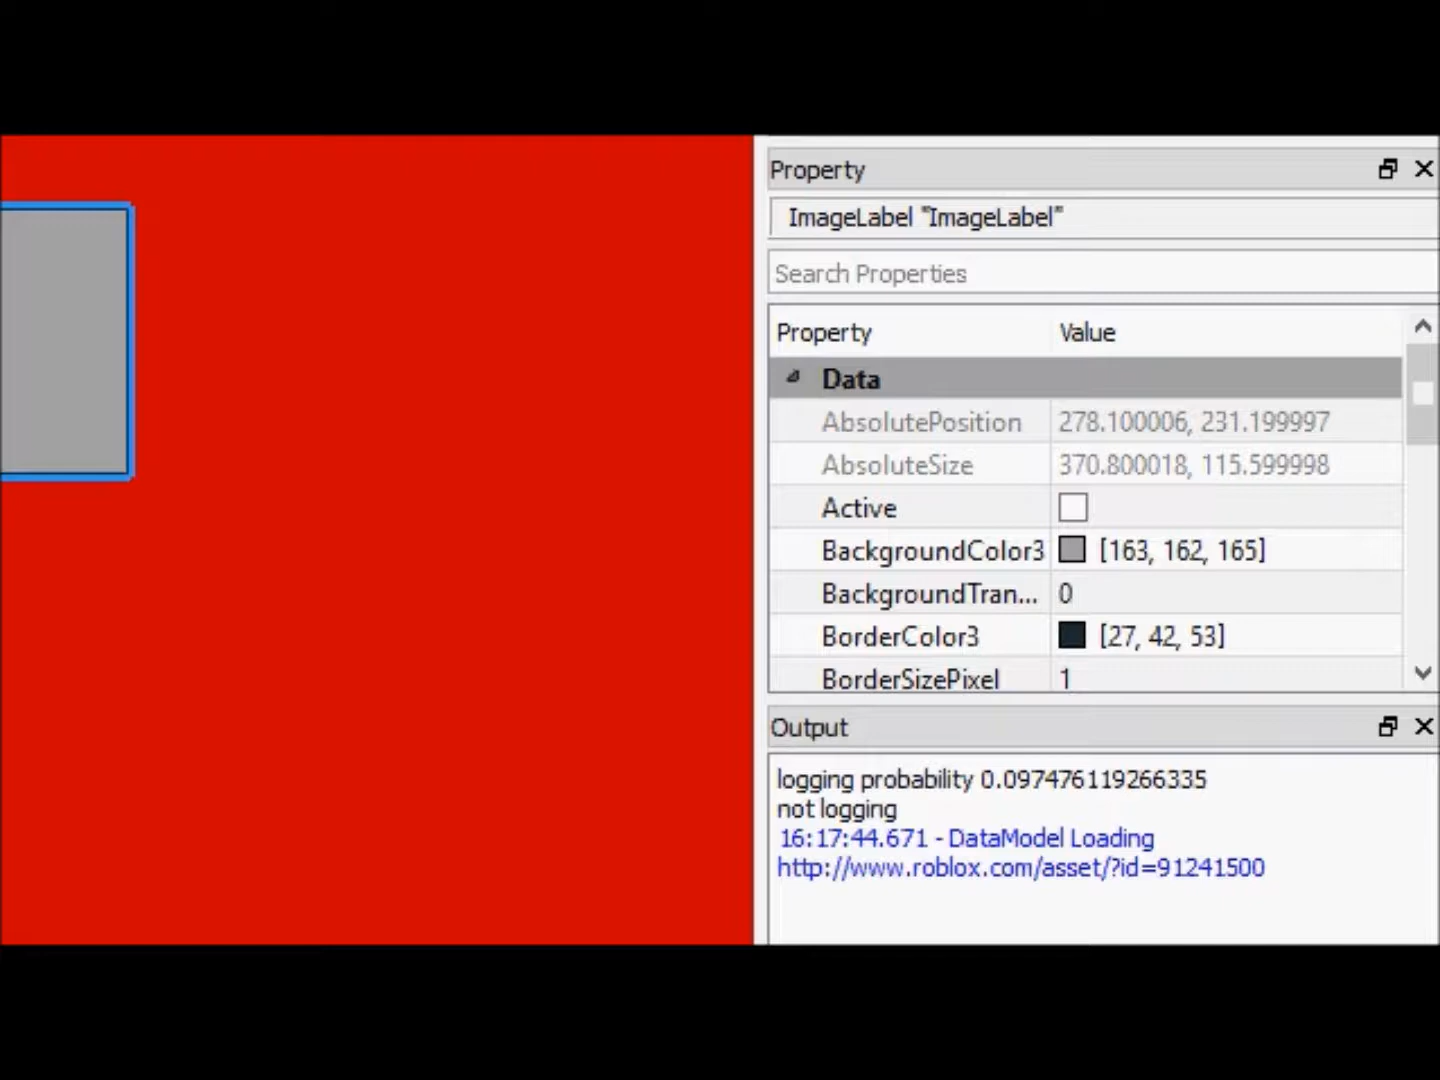 Property
ImageLabel "ImageLabel"
Search Properties
Property Value
Data
AbsolutePosition 278.100006, 231.199997
AbsoluteSize 370.800018, 115.599998
Active
BackgroundColor3 [163, 162, 165]
BackgroundTran... 0
BorderColor3 [27, 42, 53]
BorderSizePixel 1
Output
logging probability 0.097476119266335
not logging
16:17:44.671 - DataModel Loading
http://www.roblox.com/asset/?id=91241500